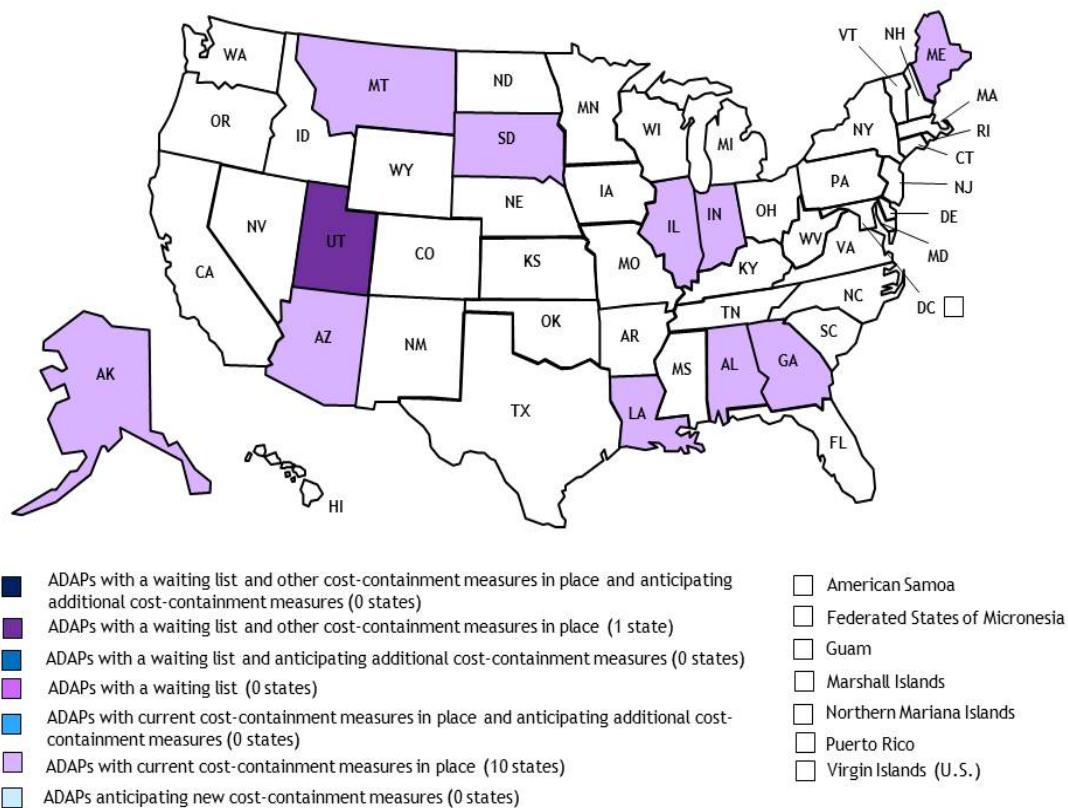 WA
MT
ND
MN
VT
NH
ME
OR
ID
SD
WI
MI
NY
MA
RI
CT
WY
IA
PA
NJ
NE
IL
IN
OH
DE
NV
UT
CO
KS
MO
KY
WV
VA
MD
CA
DC
NC
TN
OK
AR
SC
AZ
NM
MS
AL
GA
AK
TX
LA
FL
HI
ADAPs with a waiting list and other cost-containment measures in place and anticipating
additional cost-containment measures (0 states)
ADAPs with a waiting list and other cost-containment measures in place (1 state)
ADAPs with a waiting list and anticipating additional cost-containment measures (0 states)
ADAPs with a waiting list (0 states)
ADAPs with current cost-containment measures in place and anticipating additional cost-
containment measures (0 states)
ADAPs with current cost-containment measures in place (10 states)
ADAPs anticipating new cost-containment measures (0 states)
American Samoa
Federated States of Micronesia
Guam
Marshall Islands
Northern Mariana Islands
Puerto Rico
Virgin Islands (U.S.)